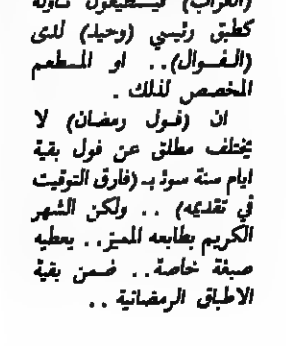 (العزاب) فيستطيعون تناوله
كطبق رئيسي (وحيد) لدى
(الفوال).. او المطعم
المخصص لذلك .
ان (فول رمضان) لا
يختلف مطلق عن فول بقية
ايام سنة سوذ بـ (فارق التوقيت
في تقديمه) .. ولكن الشهر
الكريم بطابعه المميز.. يعطيه
صبغة خاصة.. ضمن بقية
الاطباق الرمضانية ..